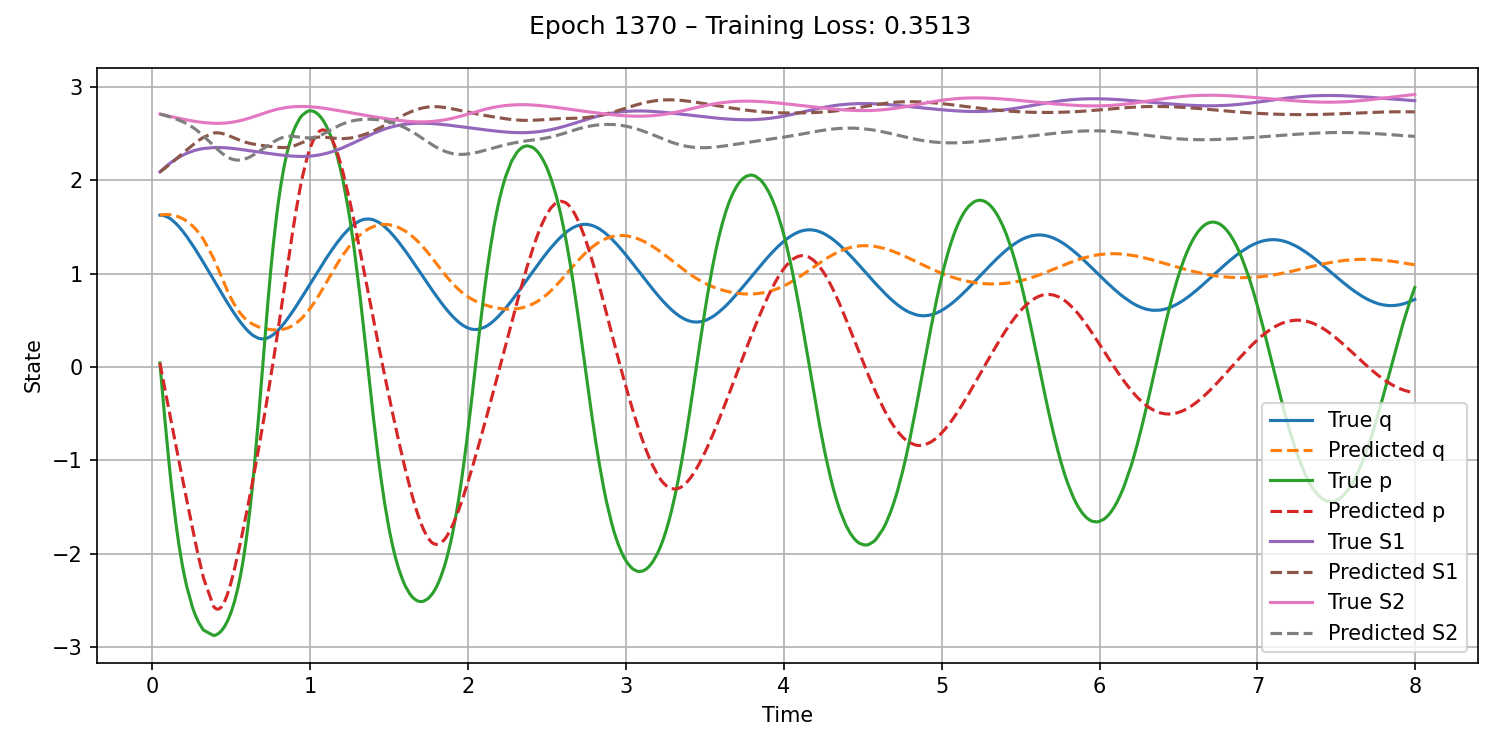 Epoch 1370 – Training Loss: 0.3513
3
2
1
0
−1
−2
−3
State
0 1 2 3 4 5 6 7 8
Time
True q
Predicted q
True p
Predicted p
True S1
Predicted S1
True S2
Predicted S2